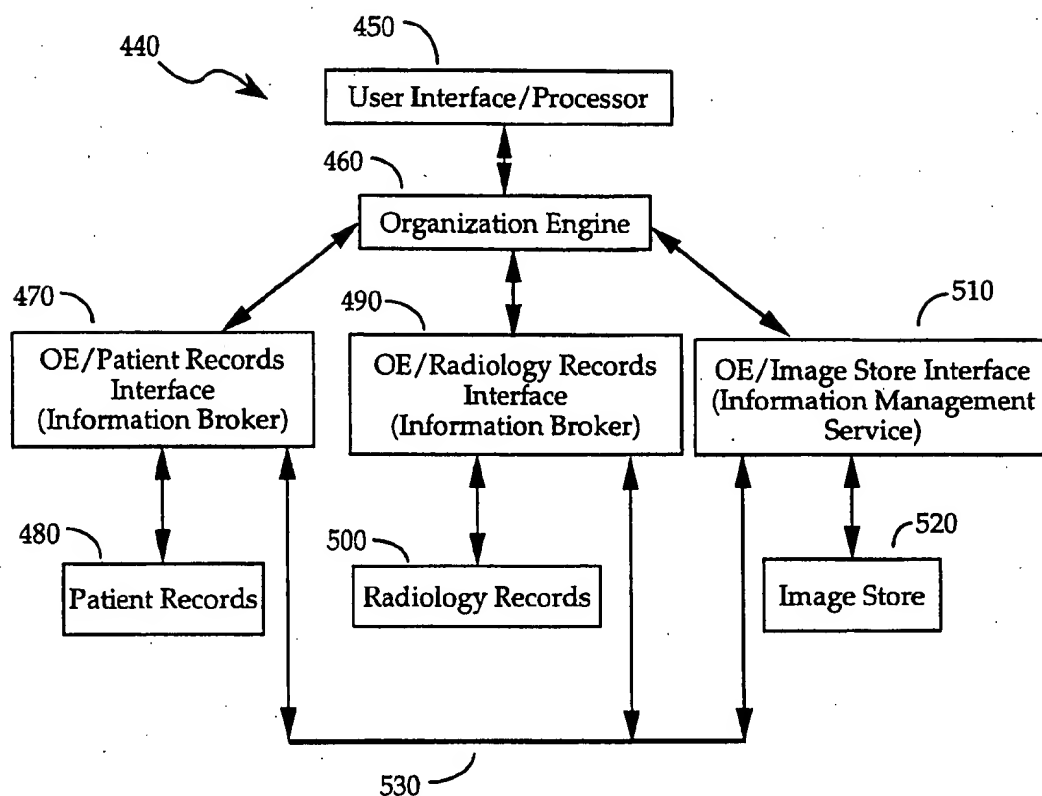 450
440
User Interface/Processor
460
Organization Engine
470
490
510
OE/Patient Records
Interface
(Information Broker)
OE/Radiology Records
Interface
(Information Broker)
OE/Image Store Interface
(Information Management
Service)
480
500
520
Patient Records
Radiology Records
Image Store
530